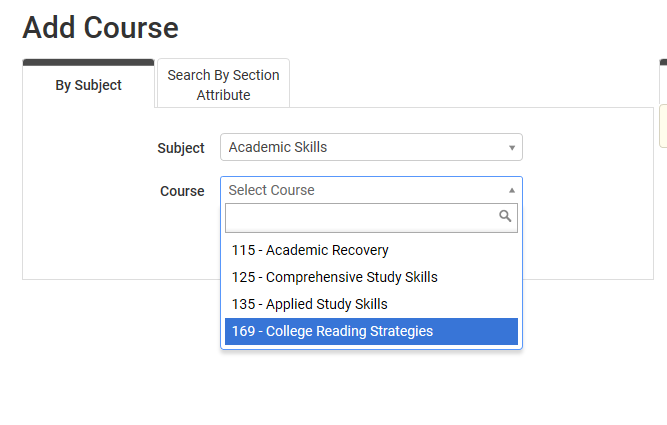 Add Course
By Subject
Search By Section
Attribute
Subject
Academic Skills
Course
Select Course
115 - Academic Recovery
125 - Comprehensive Study Skills
135 - Applied Study Skills
169 - College Reading Strategies